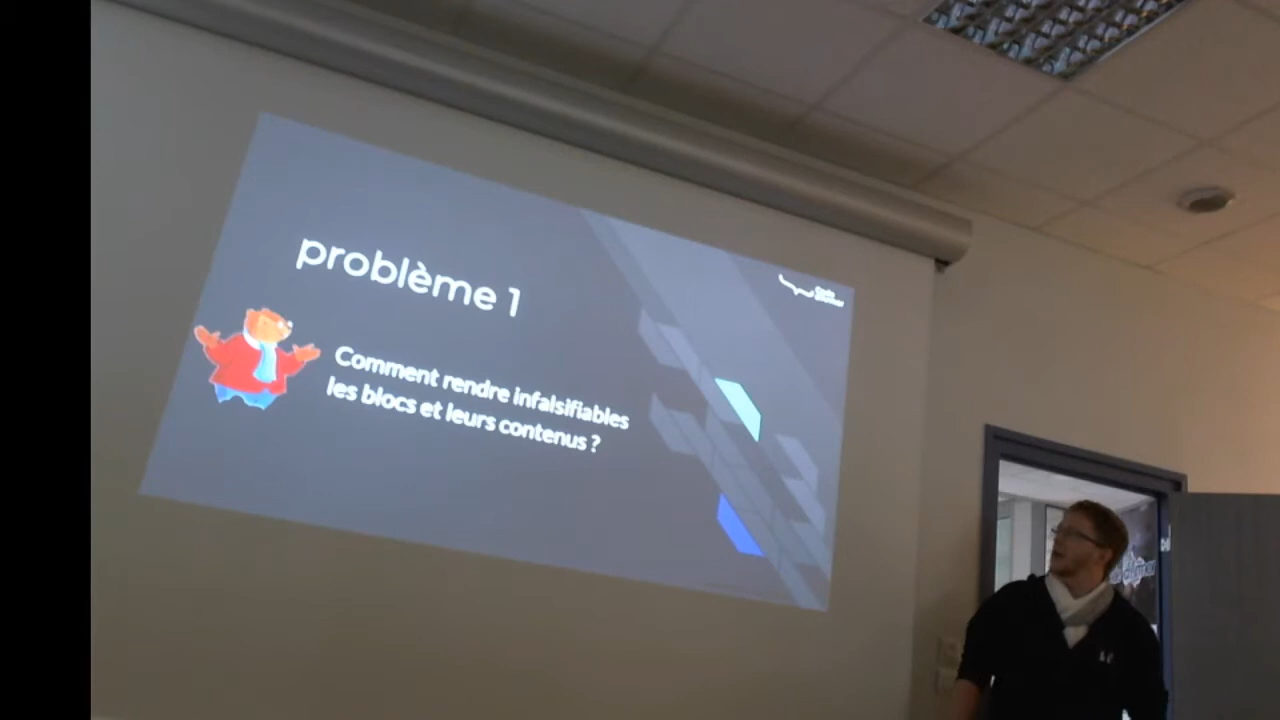 problème 1
Comment rendre infalsifiables
les blocs et leurs contenus ?